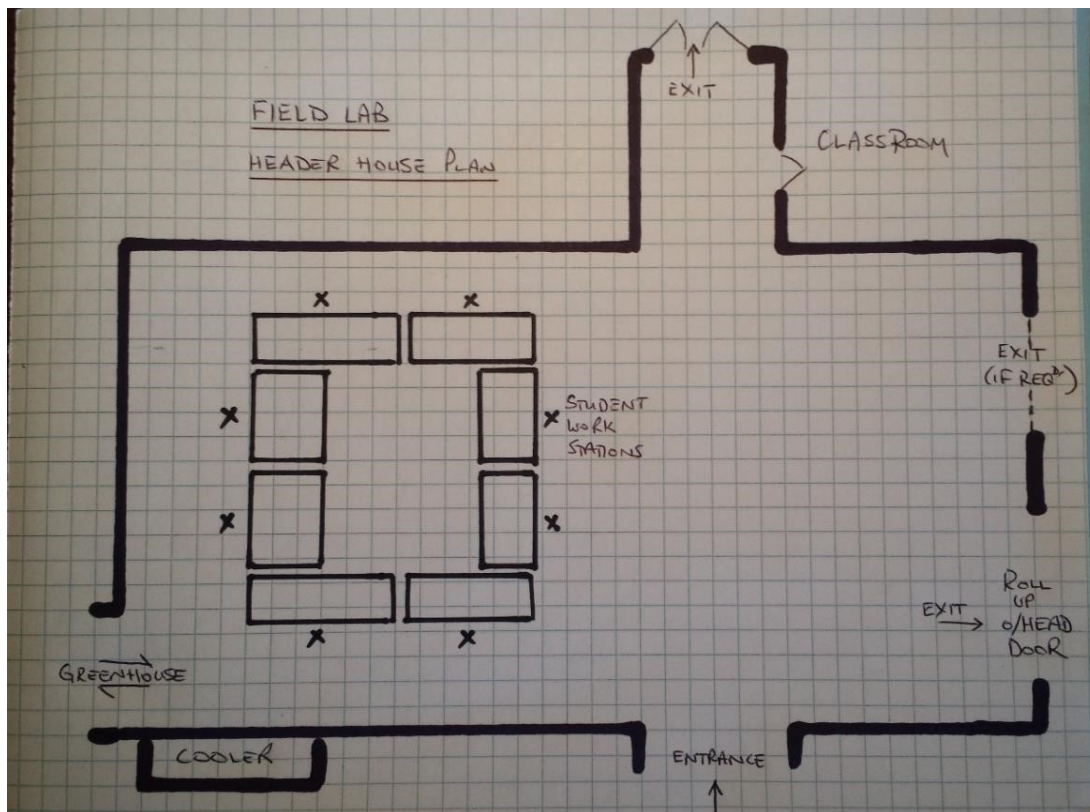 FIELD LAB
HEADER HOUSE PLAN
EXIT
CLASSROOM
X
X
EXIT
(IF REQD)
X
X
STUDENT
WORK
STATIONS
X
X
EXIT
ROLL
UP
O/HEAD
DOOR
X
X
GREENHOUSE
COOLER
ENTRANCE